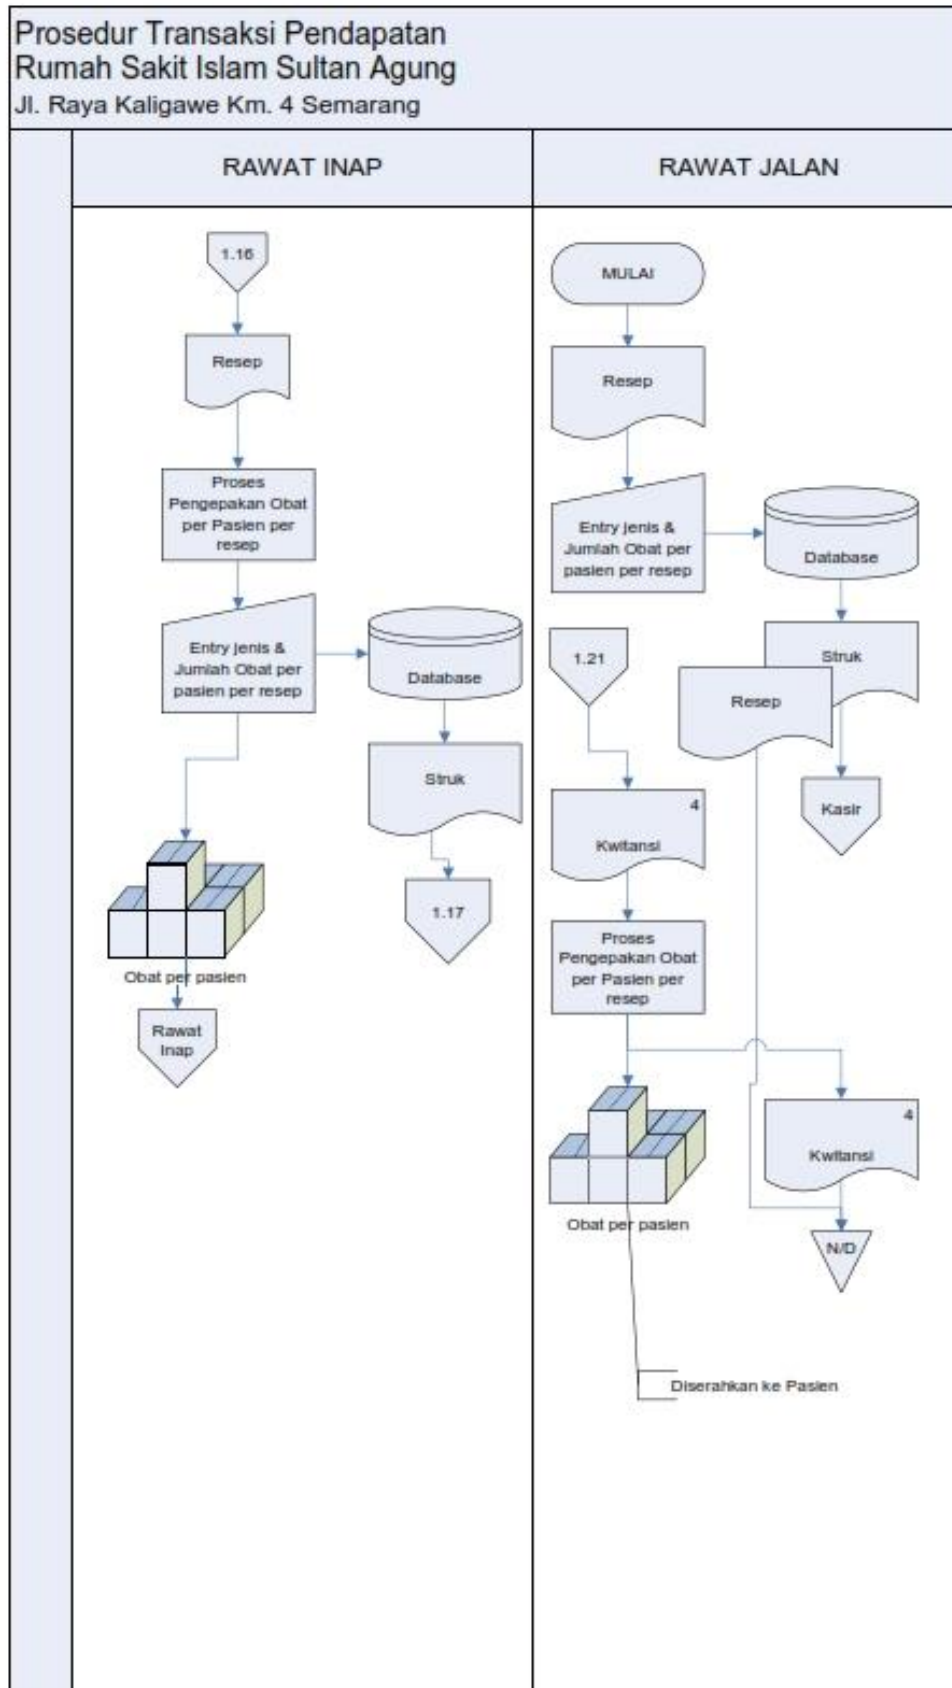 Prosedur Transaksi Pendapatan
Rumah Sakit Islam Sultan Agung
Jl. Raya Kaligawe Km. 4 Semarang
RAWAT INAP
1.16
Resep
Proses
Pengepakan Obat
per Pasien per
resep
Entry jenis &
Jumlah Obat per
pasien per resep
Database
Struk
1.17
Obat per pasien
Rawat
Inap
RAWAT JALAN
MULAI
Resep
Entry jenis &
Jumlah Obat per
pasien per resep
Database
Struk
Resep
Kasir
1.21
4
Kwitansi
Proses
Pengepakan Obat
per Pasien per
resep
Obat per pasien
4
Kwitansi
N/D
Diserahkan ke Pasien